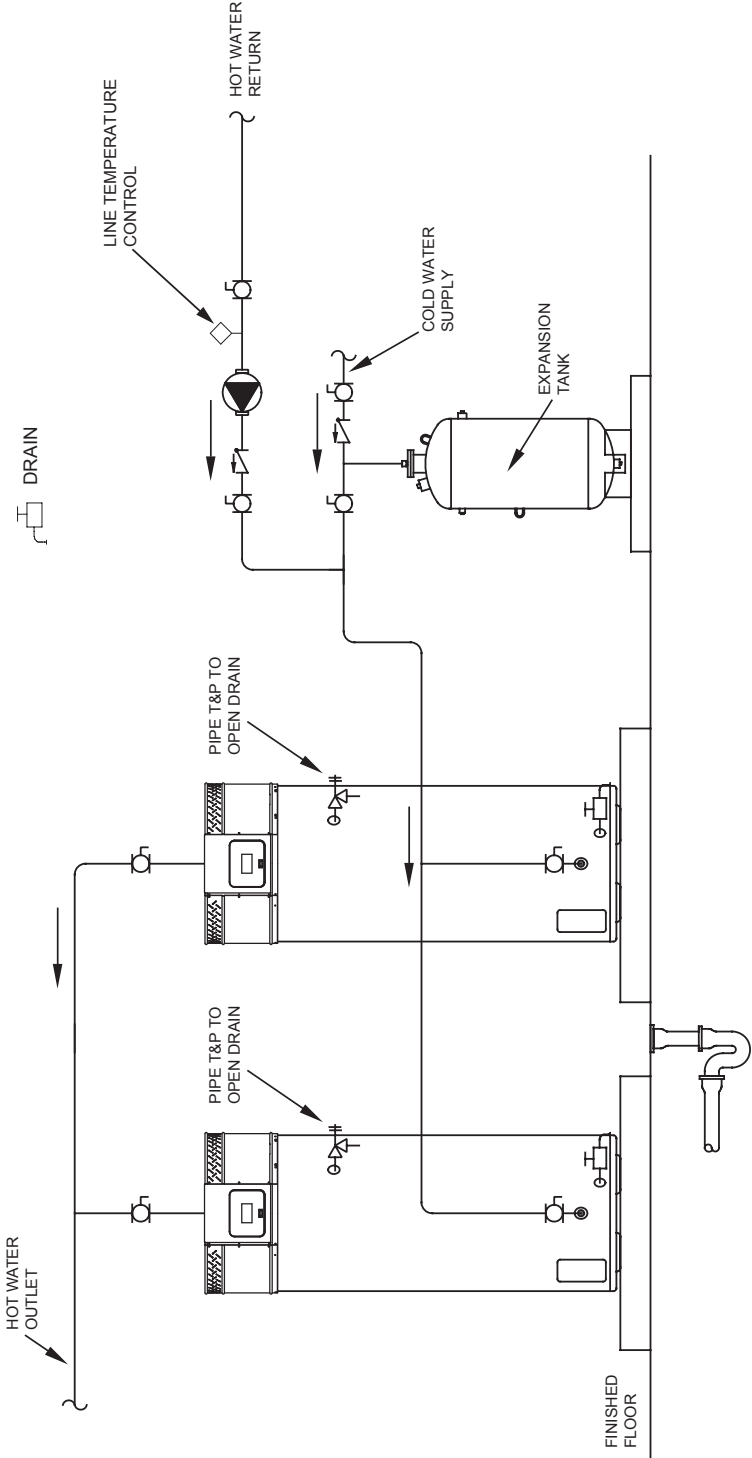 HOT WATER
OUTLET
PIPE T&P TO
OPEN DRAIN
PIPE T&P TO
OPEN DRAIN
DRAIN
LINE TEMPERATURE
CONTROL
HOT WATER
RETURN
COLD WATER
SUPPLY
EXPANSION
TANK
FINISHED
FLOOR